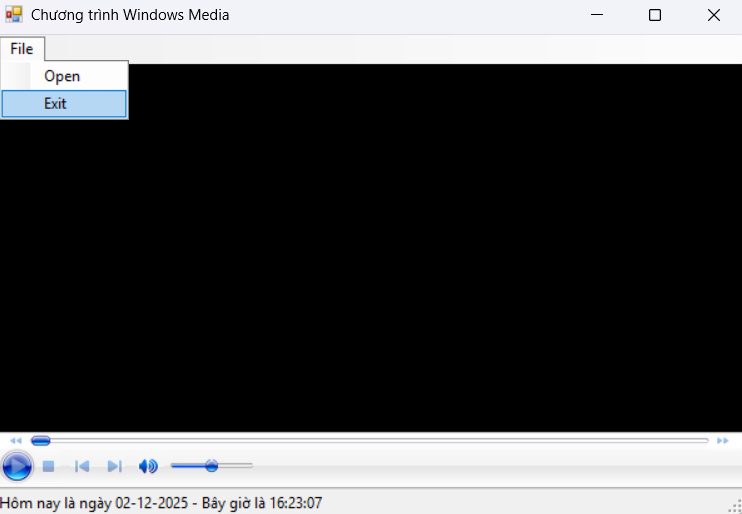 Chương trình Windows Media
File
Open
Exit
Hôm nay là ngày 02-12-2025 - Bây giờ là 16:23:07